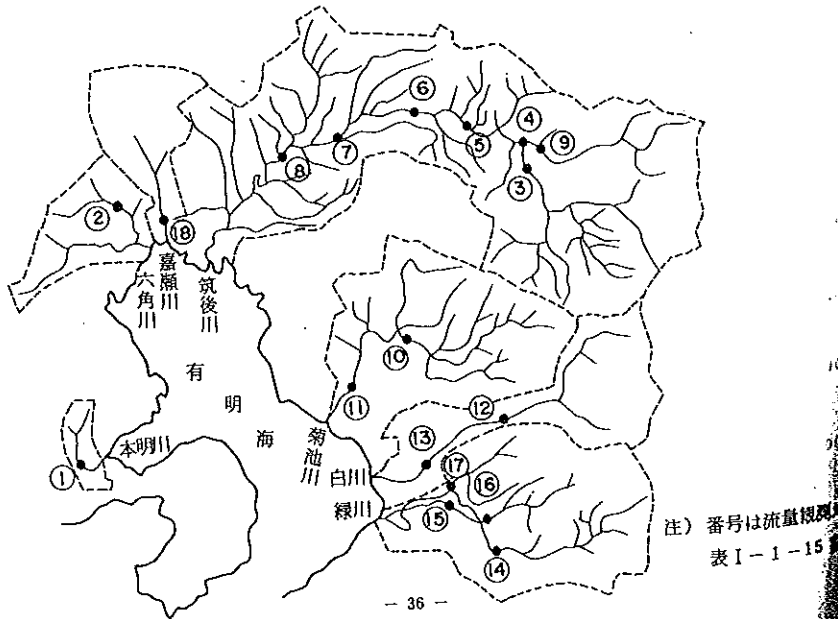 ⑥
④
⑨
⑤
⑦
③
⑧
②
⑱
六角川
嘉瀬川
筑後川
⑩
有明海
⑪
⑫
菊池川
本明川
①
⑬
白川
⑰
⑯
緑川
⑮
⑭
注) 番号は流量観測
表Ⅰ-1-15
- 36 -